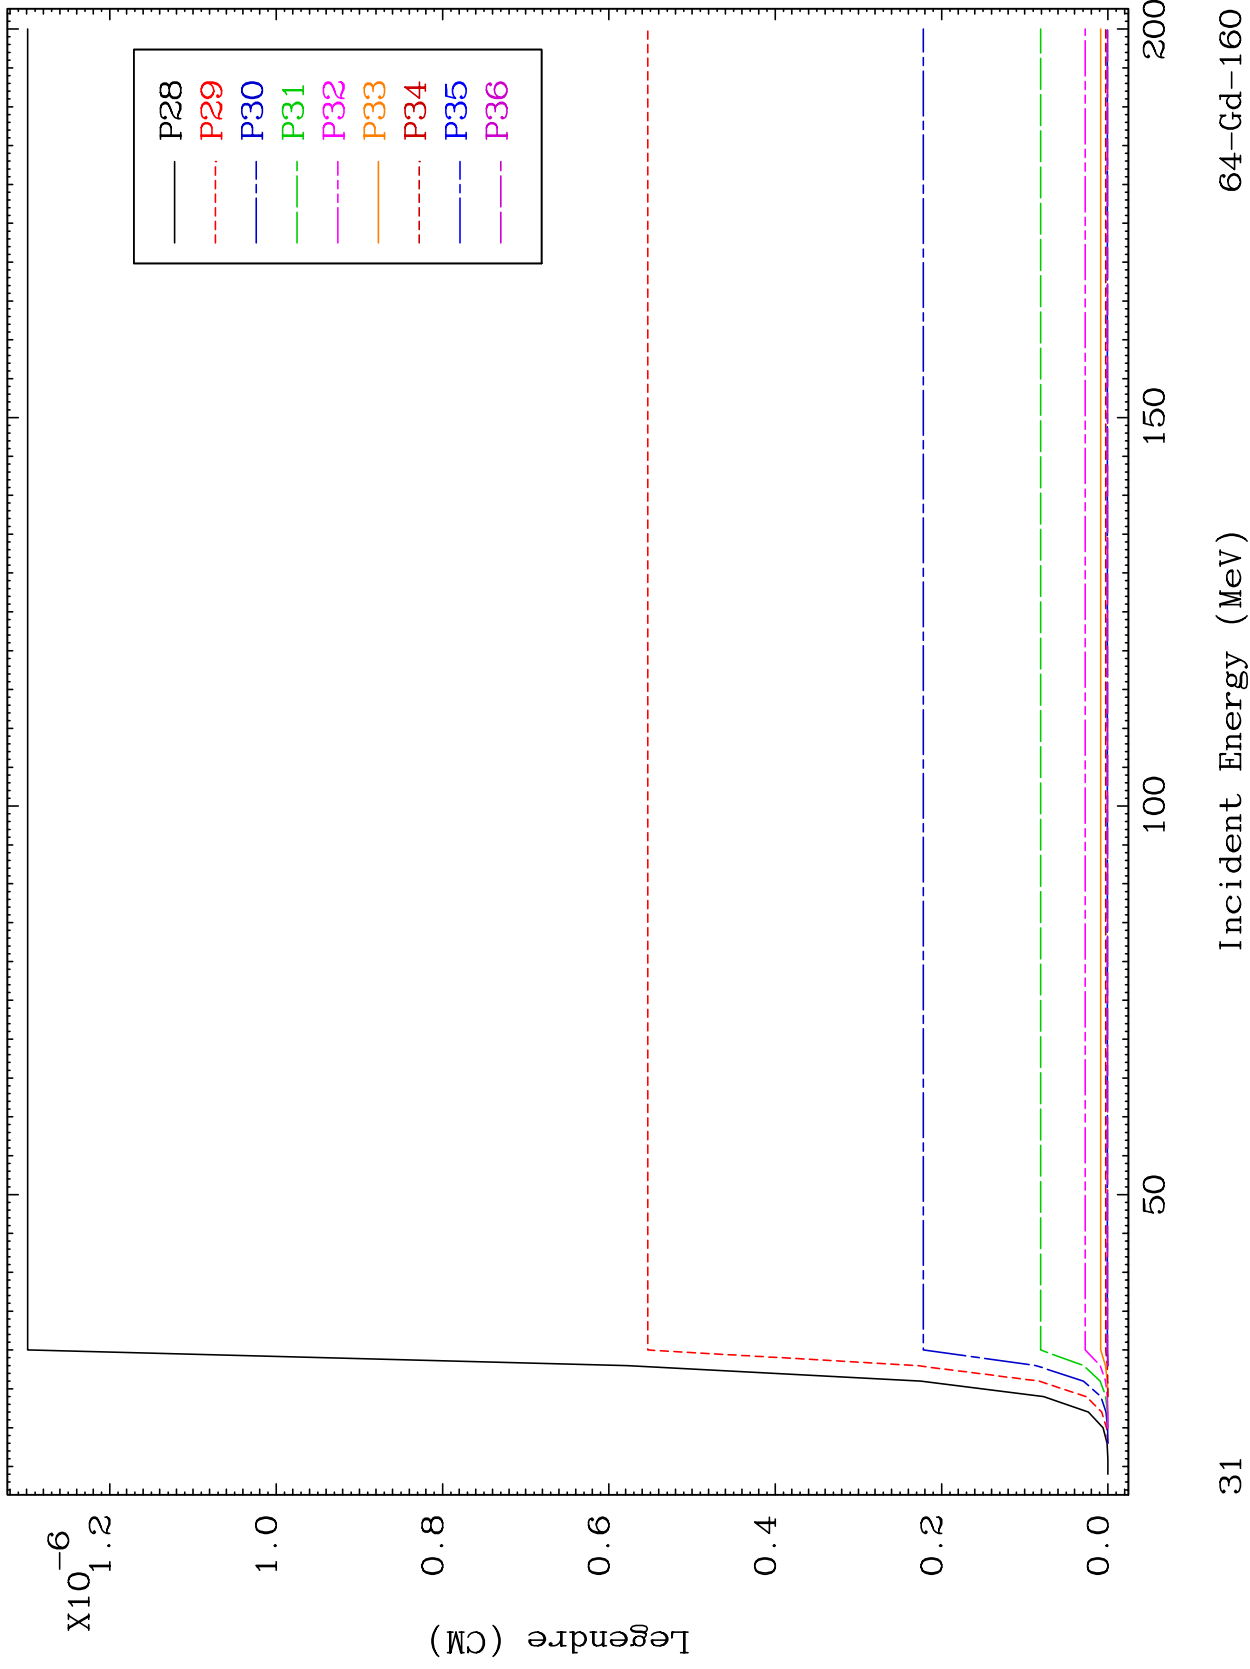 X10
-6
1.2
1.0
0.8
0.6
0.4
0.2
0.0
Legendre (CM)
P28
P29
P30
P31
P32
P33
P34
P35
P36
50
100
150
200
Incident Energy (MeV)
31
64-Gd-160